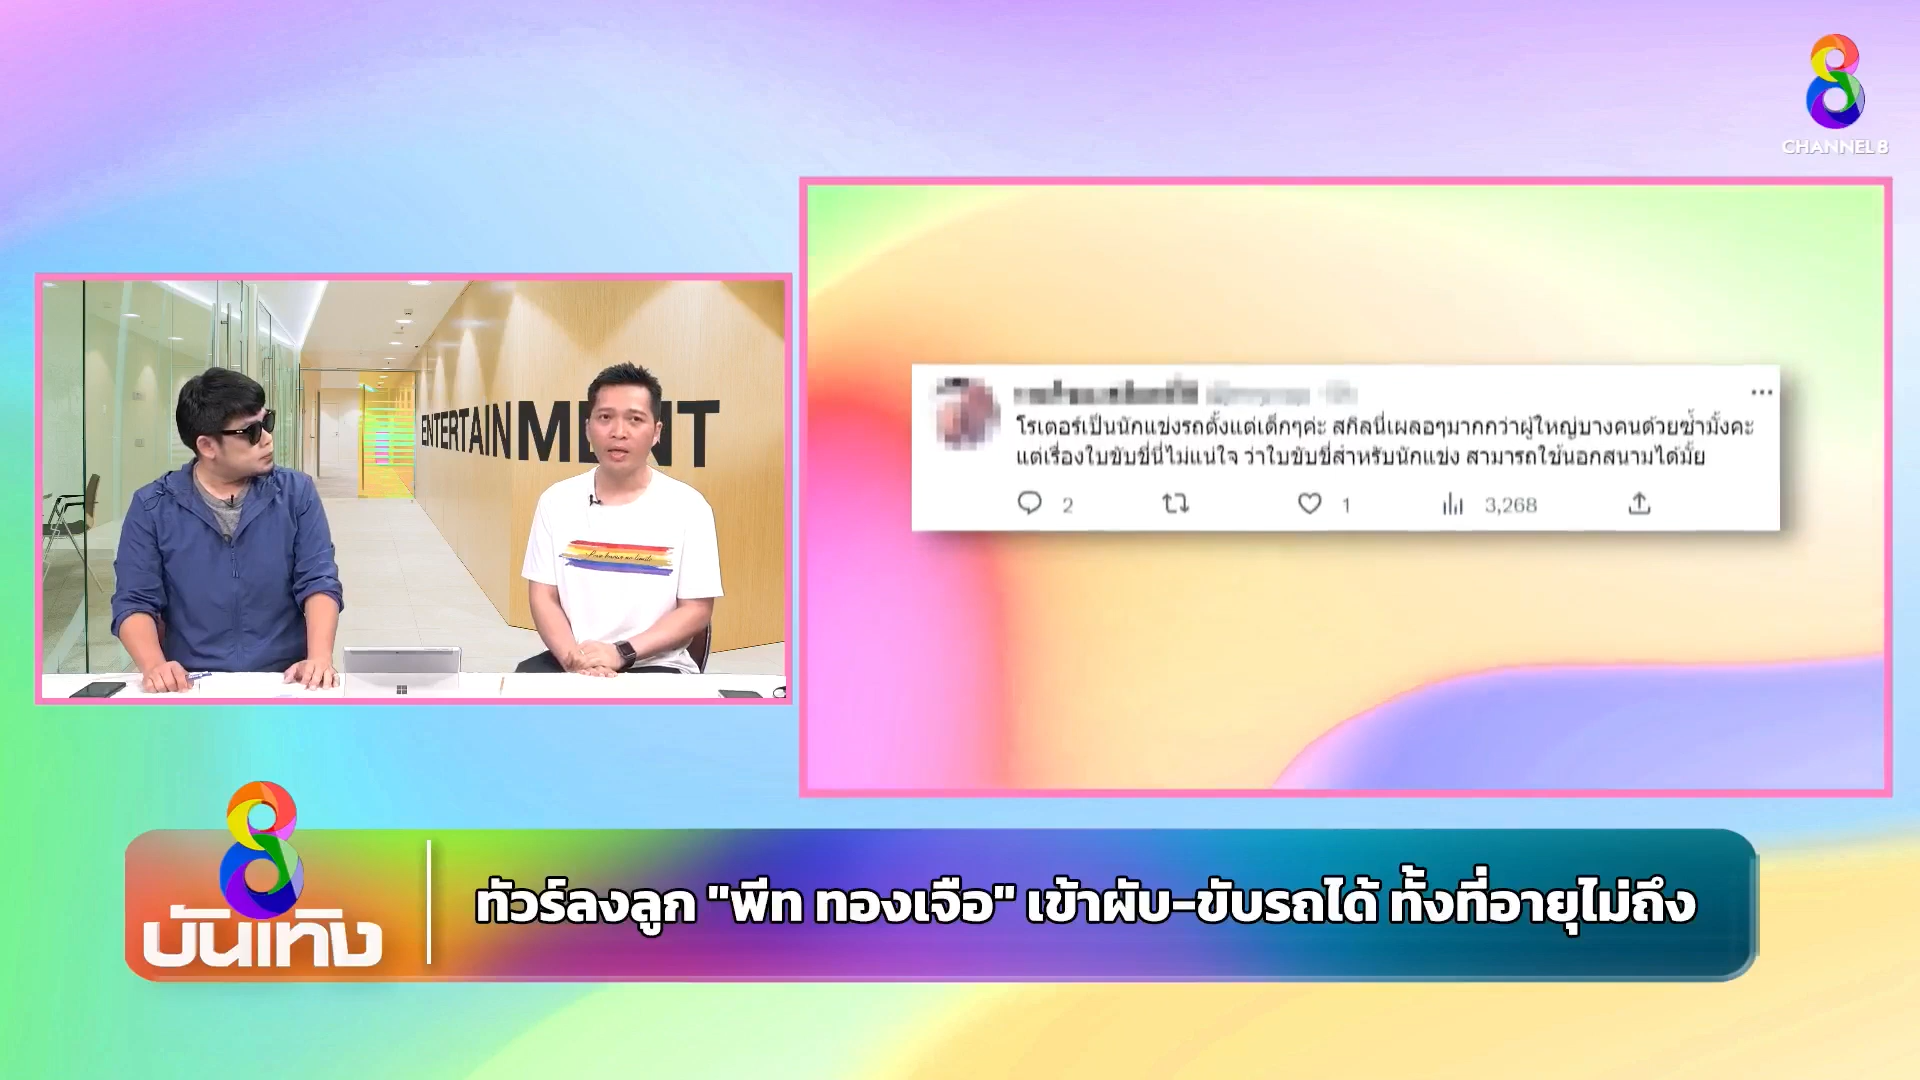 CHANNEL 8
ENTERTAINMENT
โรเตอร์เป็นนักแข่งรถตั้งแต่เด็กๆค่ะ สกิลนี่เผลอๆมากกว่าผู้ใหญ่บางคนด้วยซ้ำมั้งคะ
แต่เรื่องใบขับขี่นี่ไม่แน่ใจ ว่าใบขับขี่สำหรับนักแข่ง สามารถใช้นอกสนามได้มั้ย
2 1 3,268
8
บันเทิง
ทัวร์ลงลูก "พีท ทองเจือ" เข้าผับ-ขับรถได้ ทั้งที่อายุไม่ถึง